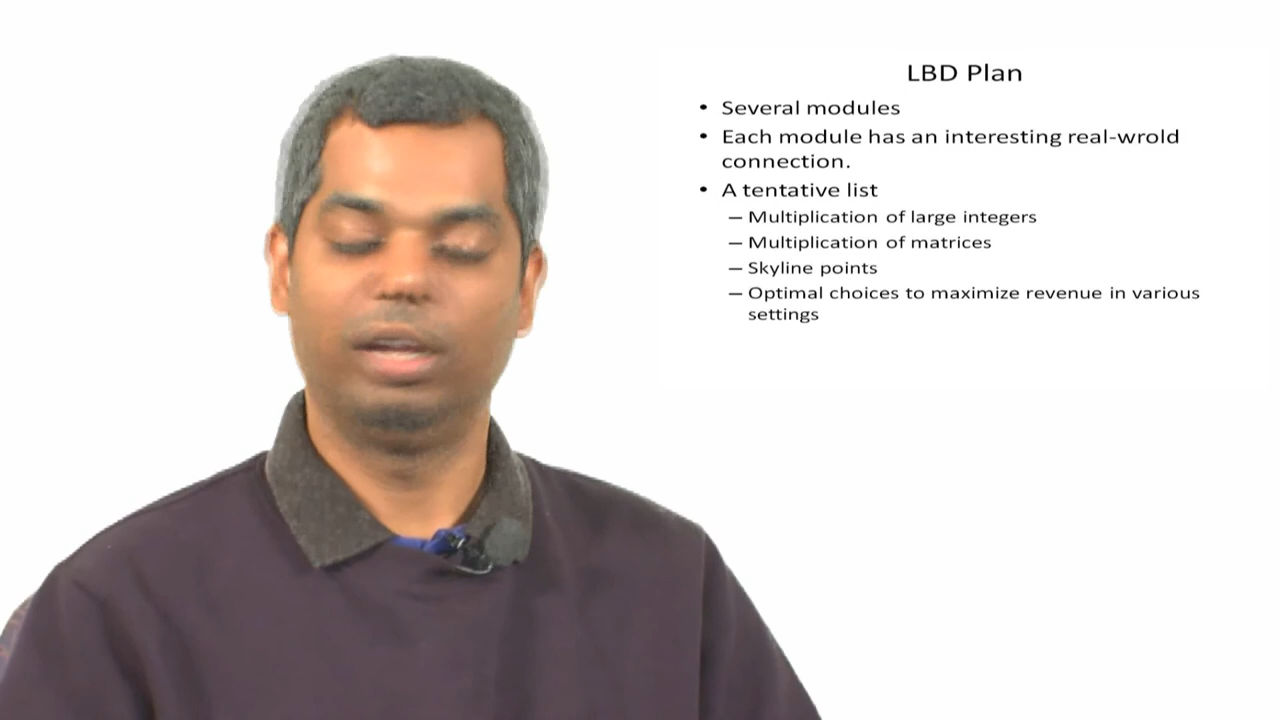 LBD Plan
• Several modules
• Each module has an interesting real-wrold
connection.
• A tentative list
– Multiplication of large integers
– Multiplication of matrices
– Skyline points
– Optimal choices to maximize revenue in various
settings